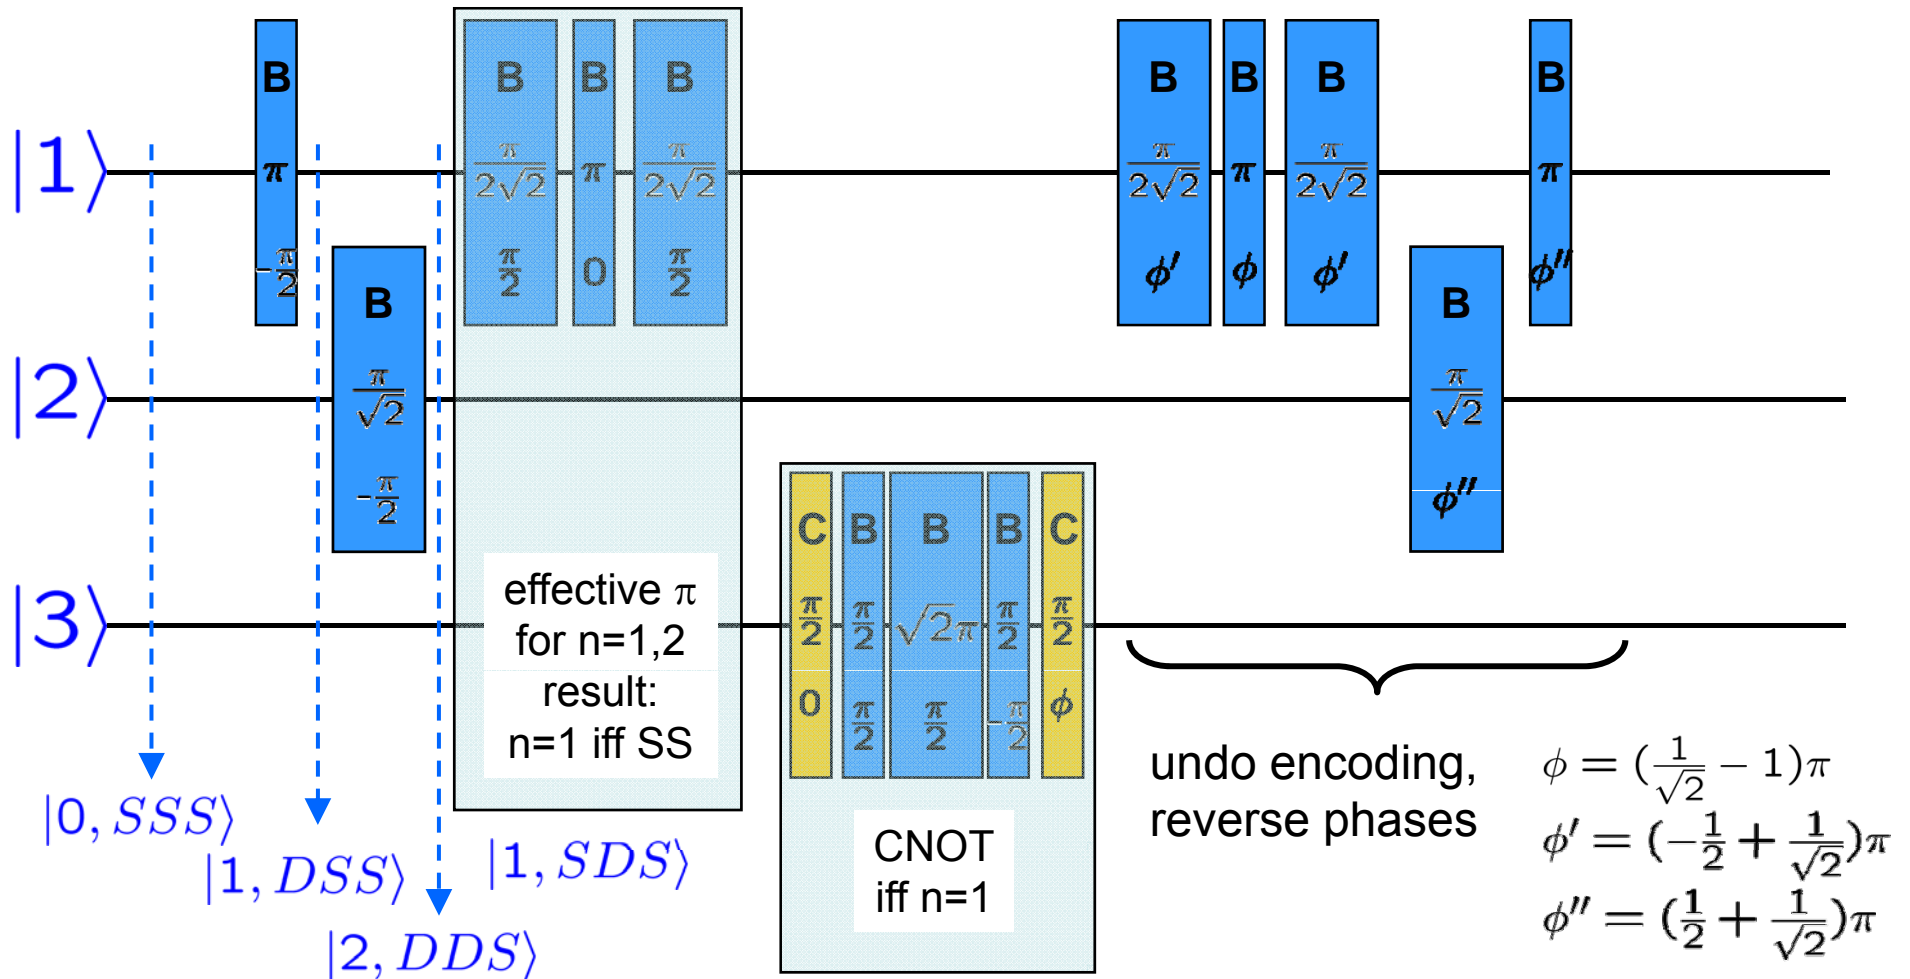 |1⟩
B
π
-π/2
B
π/√2
-π/2
B
π/2√2
π/2
B
π
0
B
π/2√2
π/2
effective π
for n=1,2
result:
n=1 iff SS
B
π/2√2
ϕ′
B
π
ϕ
B
π/2√2
ϕ′
B
π/√2
ϕ″
B
π
ϕ″
|2⟩
|3⟩
C
π/2
0
B
π/2
π/2
B
√2π
π/2
B
π/2
-π/2
C
π/2
ϕ
CNOT
iff n=1
|0, SSS⟩
|1, DSS⟩
|2, DDS⟩
|1, SDS⟩
undo encoding,
reverse phases
ϕ = (1/√2 − 1)π
ϕ′ = (−1/2 + 1/√2)π
ϕ″ = (1/2 + 1/√2)π